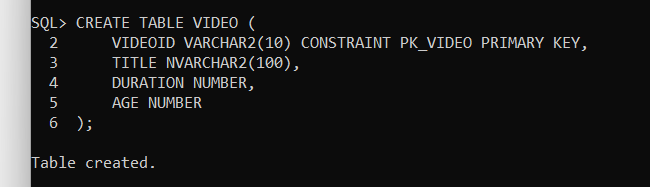 SQL> CREATE TABLE VIDEO (
  2      VIDEOID VARCHAR2(10) CONSTRAINT PK_VIDEO PRIMARY KEY,
  3      TITLE NVARCHAR2(100),
  4      DURATION NUMBER,
  5      AGE NUMBER
  6  );
Table created.